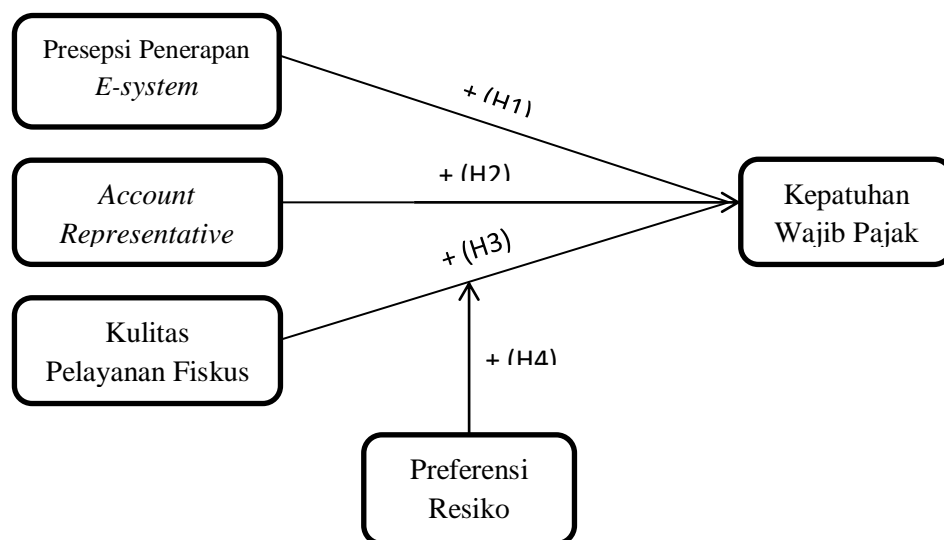 Presepsi Penerapan
E-system
+ (H1)
Account
Representative
+ (H2)
Kepatuhan
Wajib Pajak
+ (H3)
Kulitas
Pelayanan Fiskus
+ (H4)
Preferensi
Resiko